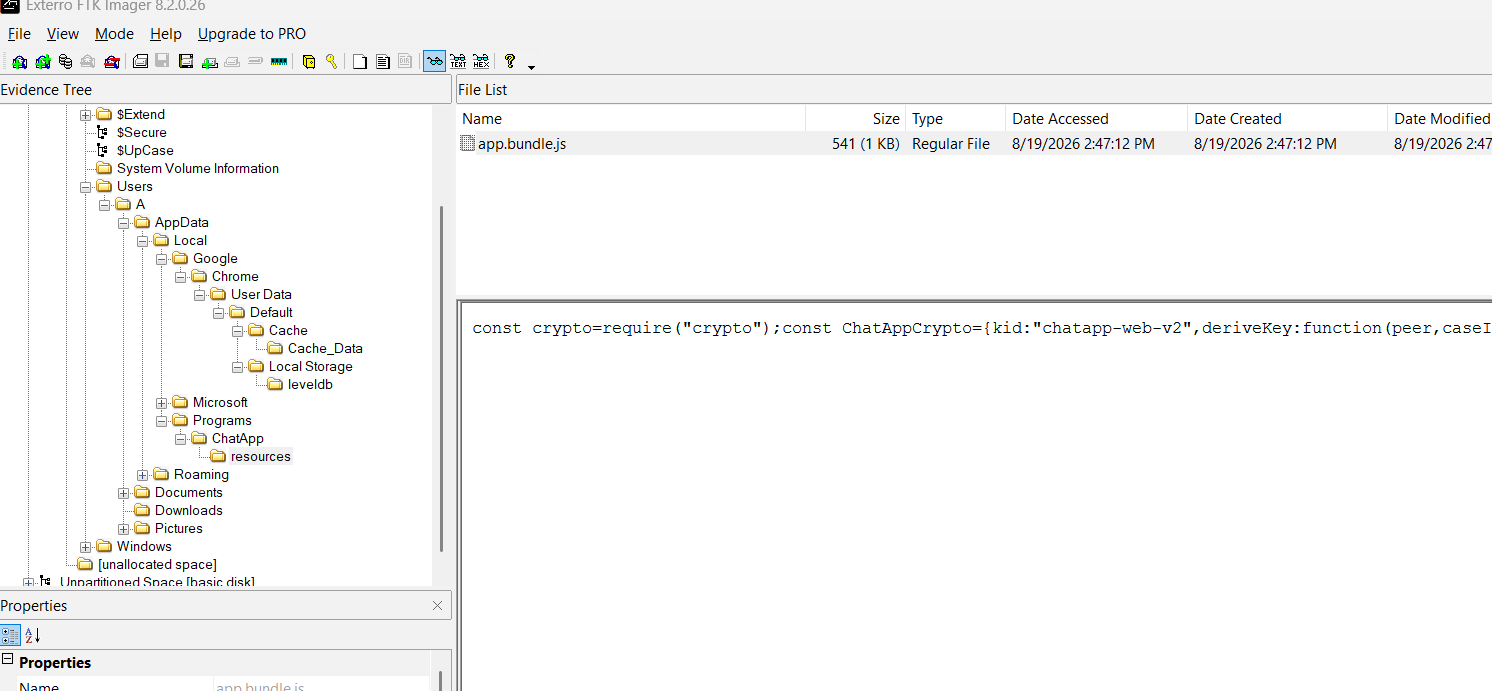 Exterro FTK Imager 8.2.0.26
File View Mode Help Upgrade to PRO
TEXT HEX
Evidence Tree
$Extend
$Secure
$UpCase
System Volume Information
Users
A
AppData
Local
Google
Chrome
User Data
Default
Cache
Cache_Data
Local Storage
leveldb
Microsoft
Programs
ChatApp
resources
Roaming
Documents
Downloads
Pictures
Windows
[unallocated space]
Unpartitioned Space [basic disk]
Properties
Properties
Name app.bundle.js
File List
Name Size Type Date Accessed Date Created Date Modified
app.bundle.js 541 (1 KB) Regular File 8/19/2026 2:47:12 PM 8/19/2026 2:47:12 PM 8/19/2026 2:47
const crypto=require("crypto");const ChatAppCrypto={kid:"chatapp-web-v2",deriveKey:function(peer,caseI